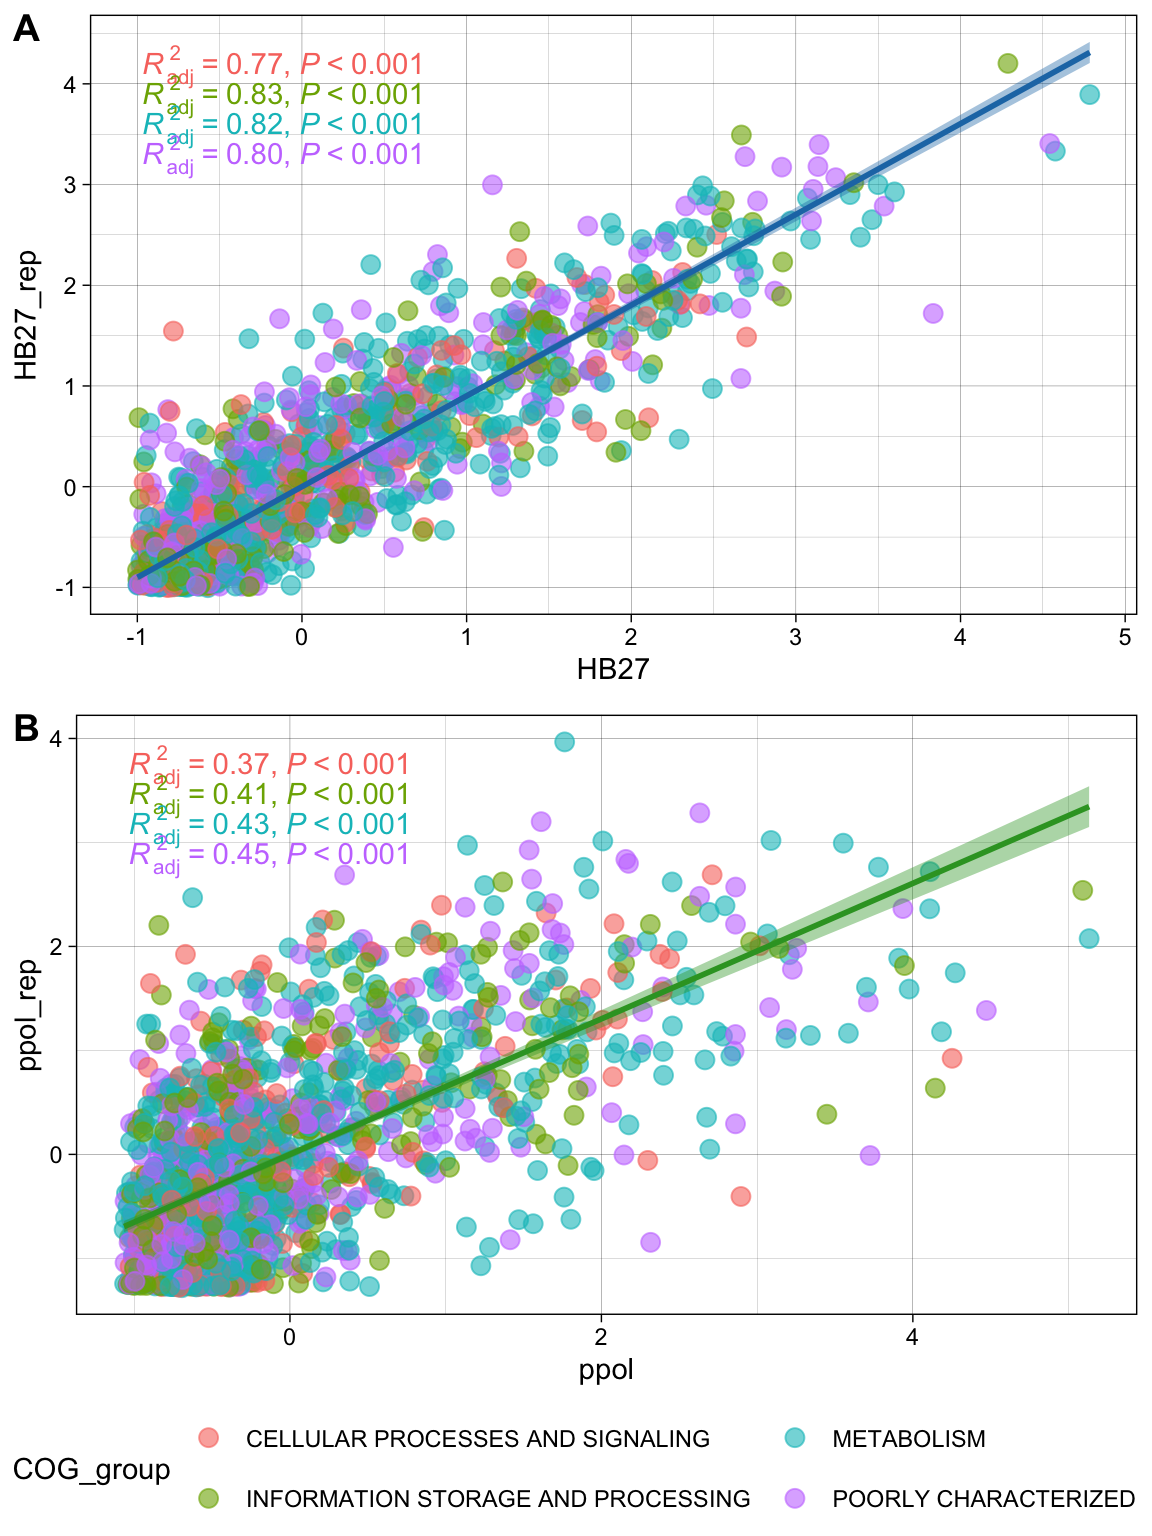 A
R²adj = 0.77, P < 0.001
R²adj = 0.83, P < 0.001
R²adj = 0.82, P < 0.001
R²adj = 0.80, P < 0.001
4
3
2
1
0
-1
HB27_rep
-1 0 1 2 3 4 5
HB27
B
R²adj = 0.37, P < 0.001
R²adj = 0.41, P < 0.001
R²adj = 0.43, P < 0.001
R²adj = 0.45, P < 0.001
4
2
0
ppol_rep
0 2 4
ppol
COG_group
CELLULAR PROCESSES AND SIGNALING
METABOLISM
INFORMATION STORAGE AND PROCESSING
POORLY CHARACTERIZED